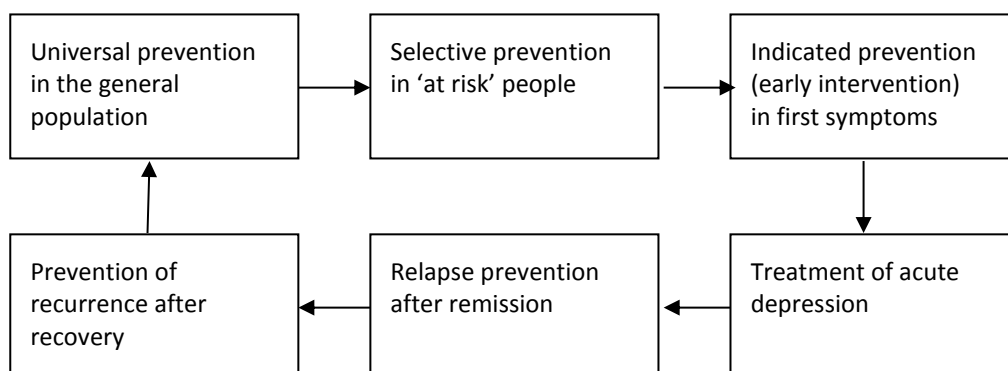 Universal prevention
in the general
population
Selective prevention
in ‘at risk’ people
Indicated prevention
(early intervention)
in first symptoms
Prevention of
recurrence after
recovery
Relapse prevention
after remission
Treatment of acute
depression